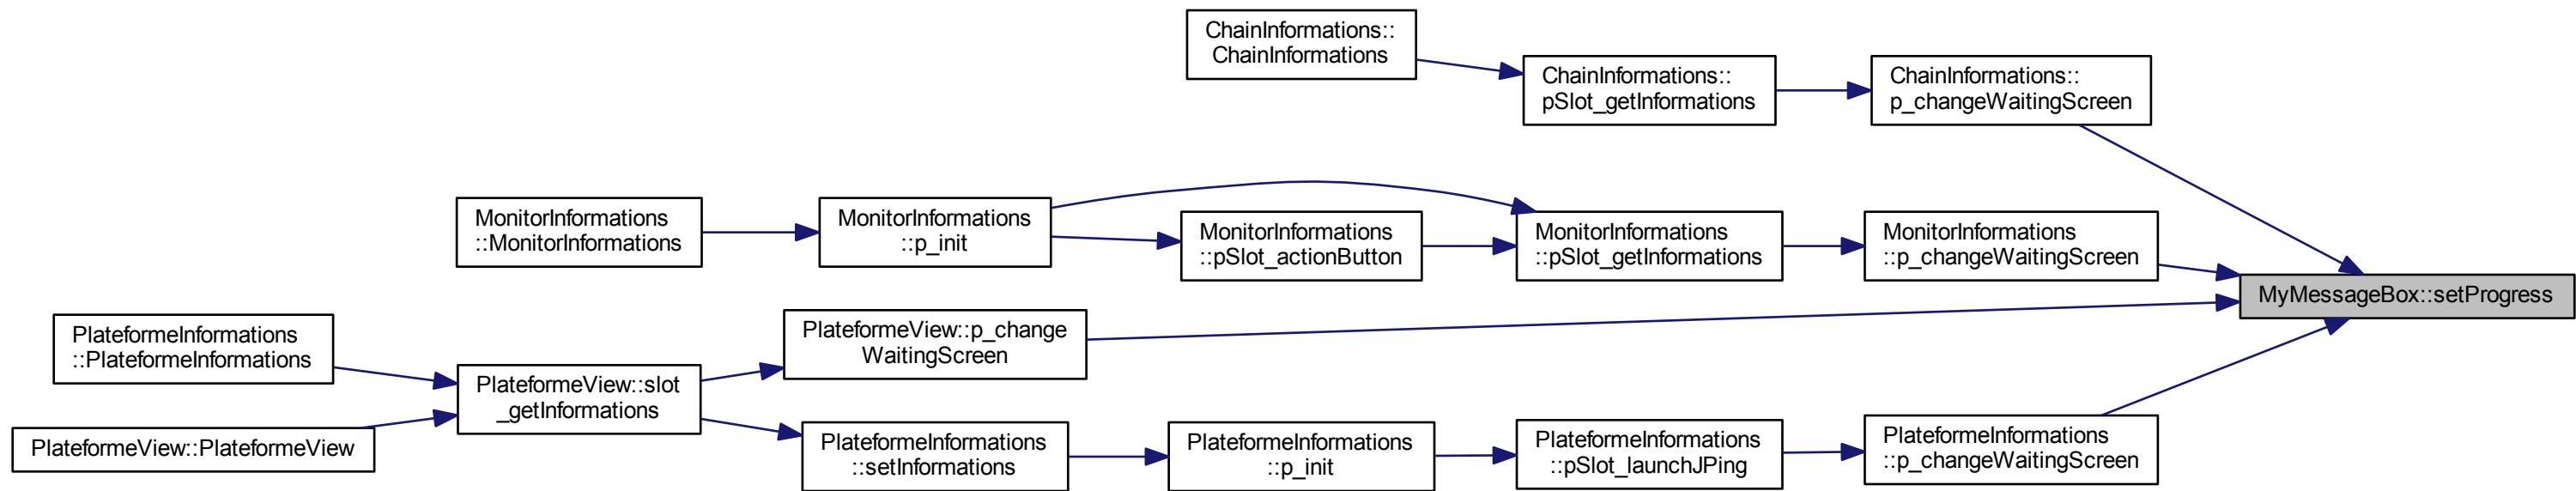 ChainInformations::
ChainInformations
ChainInformations::
pSlot_getInformations
ChainInformations::
p_changeWaitingScreen
MonitorInformations
::MonitorInformations
MonitorInformations
::p_init
MonitorInformations
::pSlot_actionButton
MonitorInformations
::pSlot_getInformations
MonitorInformations
::p_changeWaitingScreen
MyMessageBox::setProgress
PlateformeInformations
::PlateformeInformations
PlateformeView::p_change
WaitingScreen
PlateformeView::slot
_getInformations
PlateformeView::PlateformeView
PlateformeInformations
::setInformations
PlateformeInformations
::p_init
PlateformeInformations
::pSlot_launchJPing
PlateformeInformations
::p_changeWaitingScreen